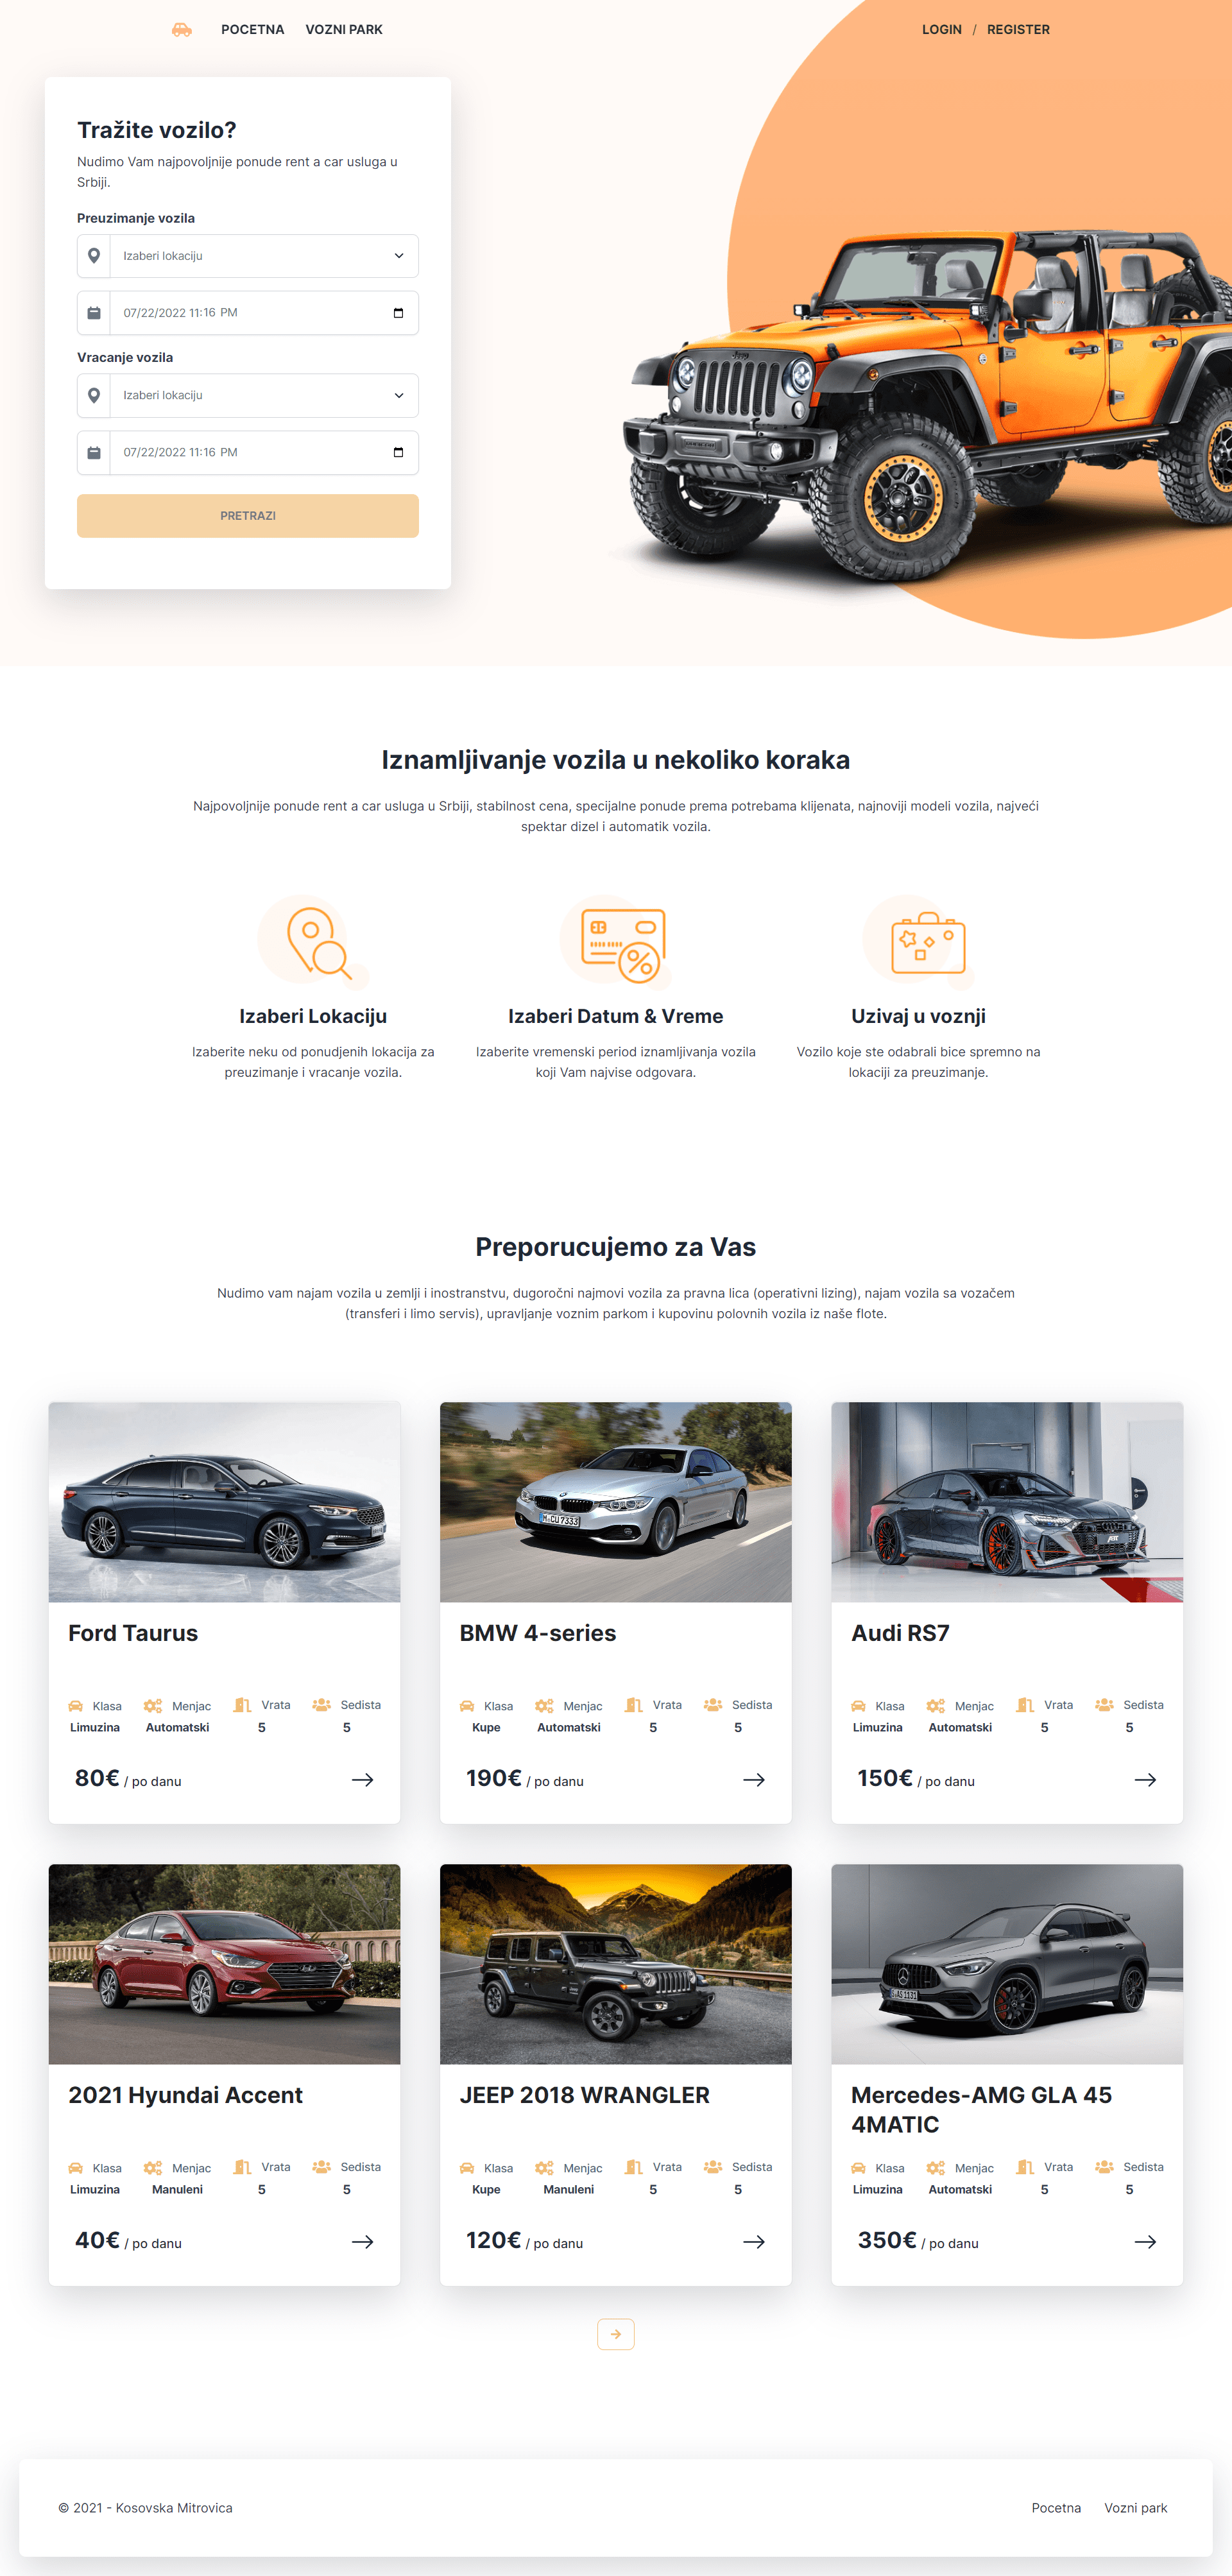 POCETNA VOZNI PARK LOGIN / REGISTER
Tražite vozilo?
Nudimo Vam najpovoljnije ponude rent a car usluga u
Srbiji.
Preuzimanje vozila
Izaberi lokaciju
07/22/2022 11:16 PM
Vracanje vozila
Izaberi lokaciju
07/22/2022 11:16 PM
PRETRAZI
Jeep
Iznamljivanje vozila u nekoliko koraka
Najpovoljnije ponude rent a car usluga u Srbiji, stabilnost cena, specijalne ponude prema potrebama klijenata, najnoviji modeli vozila, najveći
spektar dizel i automatik vozila.
Izaberi Lokaciju
Izaberite neku od ponudjenih lokacija za
preuzimanje i vracanje vozila.
Izaberi Datum & Vreme
Izaberite vremenski period iznamljivanja vozila
koji Vam najvise odgovara.
Uzivaj u voznji
Vozilo koje ste odabrali bice spremno na
lokaciji za preuzimanje.
Preporucujemo za Vas
Nudimo vam najam vozila u zemlji i inostranstvu, dugoročni najmovi vozila za pravna lica (operativni lizing), najam vozila sa vozačem
(transferi i limo servis), upravljanje voznim parkom i kupovinu polovnih vozila iz naše flote.
Ford Taurus
Klasa Menjac Vrata Sedista
Limuzina Automatski 5 5
80€ / po danu
M CU 7333
BMW 4-series
Klasa Menjac Vrata Sedista
Kupe Automatski 5 5
190€ / po danu
Audi RS7
Klasa Menjac Vrata Sedista
Limuzina Automatski 5 5
150€ / po danu
2021 Hyundai Accent
Klasa Menjac Vrata Sedista
Limuzina Manuleni 5 5
40€ / po danu
JEEP 2018 WRANGLER
Klasa Menjac Vrata Sedista
Kupe Manuleni 5 5
120€ / po danu
Mercedes-AMG GLA 45
4MATIC
Klasa Menjac Vrata Sedista
Limuzina Automatski 5 5
350€ / po danu
© 2021 - Kosovska Mitrovica Pocetna Vozni park